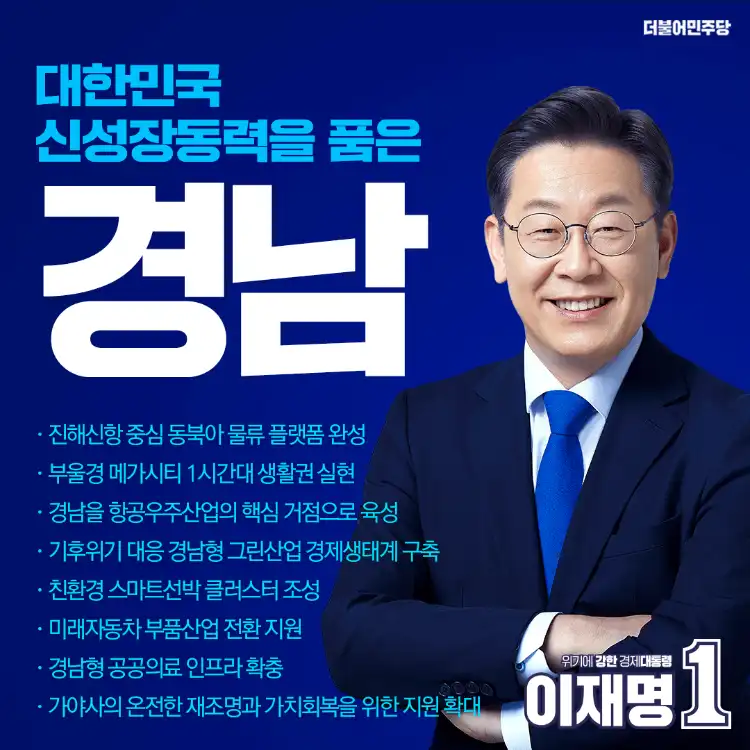 더불어민주당
대한민국
신성장동력을 품은
경남
· 진해신항 중심 동북아 물류 플랫폼 완성
· 부울경 메가시티 1시간대 생활권 실현
· 경남을 항공우주산업의 핵심 거점으로 육성
· 기후위기 대응 경남형 그린산업 경제생태계 구축
· 친환경 스마트선박 클러스터 조성
· 미래자동차 부품산업 전환 지원
· 경남형 공공의료 인프라 확충
· 가야사의 온전한 재조명과 가치회복을 위한 지원 확대
위기에 강한 경제대통령
이재명 1